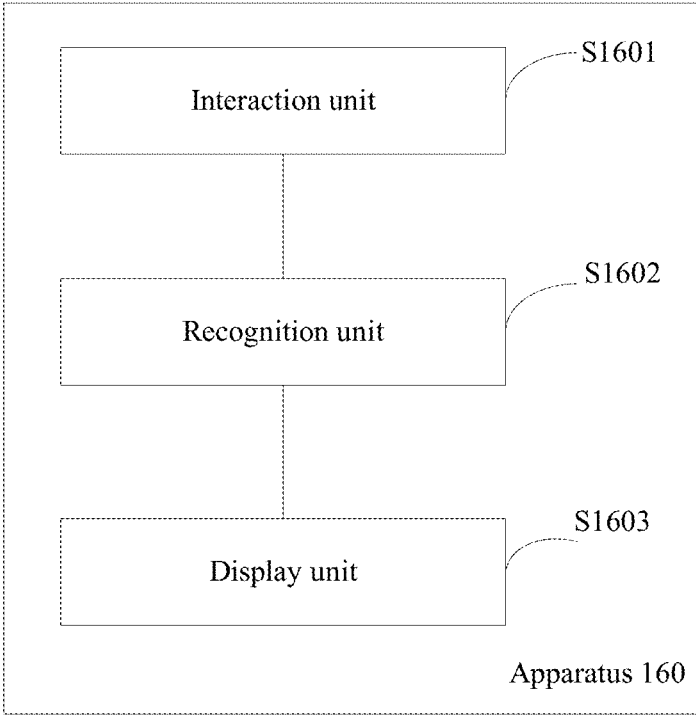 S1601
Interaction unit
S1602
Recognition unit
S1603
Display unit
Apparatus 160